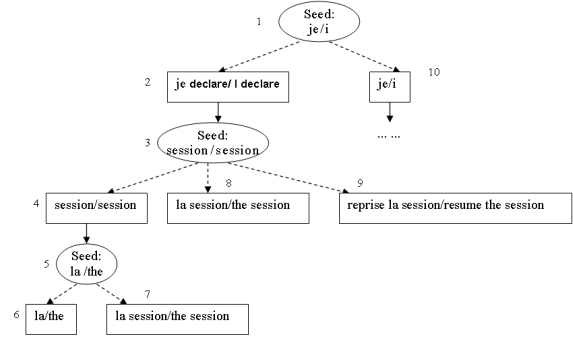 1
Seed:
je/i
2
je declare/ I declare
10
je/i
... ...
3
Seed:
session/session
4
session/session
8
la session/the session
9
reprise la session/resume the session
5
Seed:
la /the
6
la/the
7
la session/the session